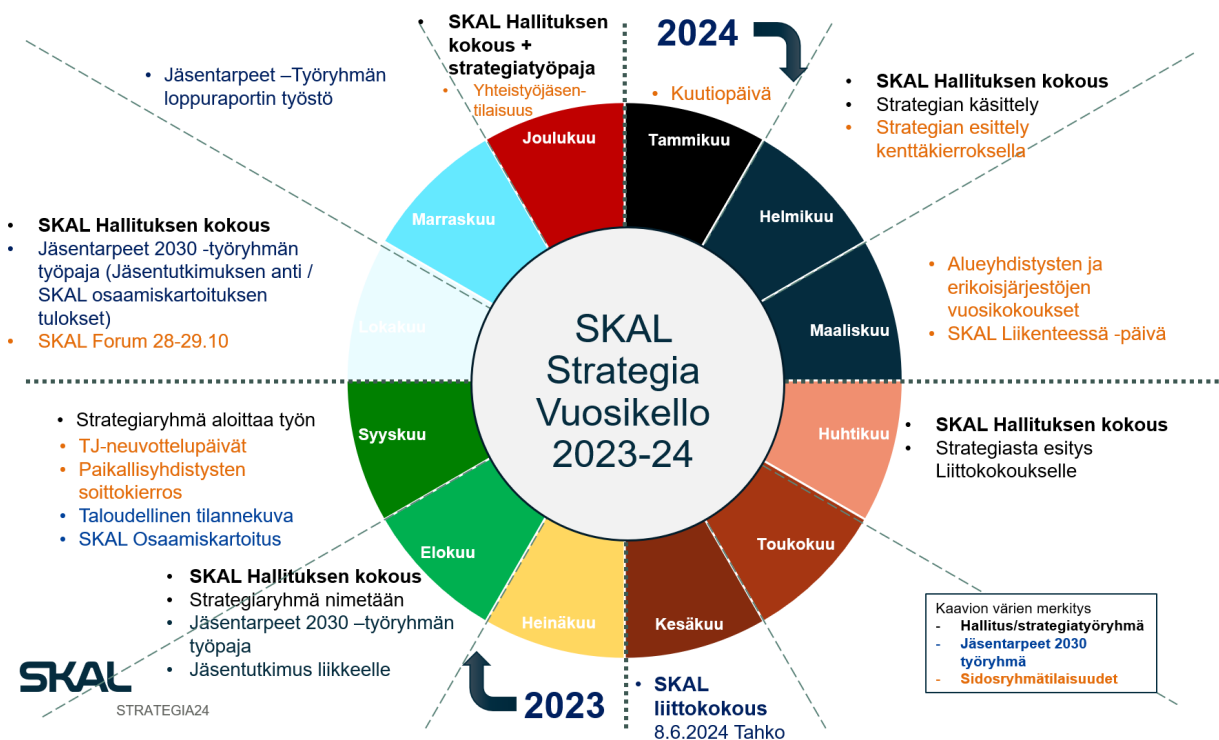 SKAL Hallituksen
kokous +
strategiatyöpaja
Yhteistyöjäsen-
tilaisuus
2024
Kuutiopäivä
SKAL Hallituksen kokous
Strategian käsittely
Strategian esittely
kenttäkierroksella
Jäsentarpeet –Työryhmän
loppuraportin työstö
Joulukuu
Tammikuu
Marraskuu
Helmikuu
Lokakuu
Maaliskuu
SKAL Hallituksen kokous
Jäsentarpeet 2030 -työryhmän
työpaja (Jäsentutkimuksen anti /
SKAL osaamiskartoituksen
tulokset)
SKAL Forum 28-29.10
Alueyhdistysten ja
erikoisjärjestöjen
vuosikokoukset
SKAL Liikenteessä -päivä
SKAL
Strategia
Vuosikello
2023-24
Syyskuu
Huhtikuu
Elokuu
Toukokuu
Heinäkuu
Kesäkuu
Strategiaryhmä aloittaa työn
TJ-neuvottelupäivät
Paikallisyhdistysten
soittokierros
Taloudellinen tilannekuva
SKAL Osaamiskartoitus
SKAL Hallituksen kokous
Strategiasta esitys
Liittokokoukselle
SKAL Hallituksen kokous
Strategiaryhmä nimetään
Jäsentarpeet 2030 –työryhmän
työpaja
Jäsentutkimus liikkeelle
2023
SKAL
liittokokous
8.6.2024 Tahko
Kaavion värien merkitys
- Hallitus/strategiatyöryhmä
- Jäsentarpeet 2030
työryhmä
- Sidosryhmätilaisuudet
SKAL
STRATEGIA24